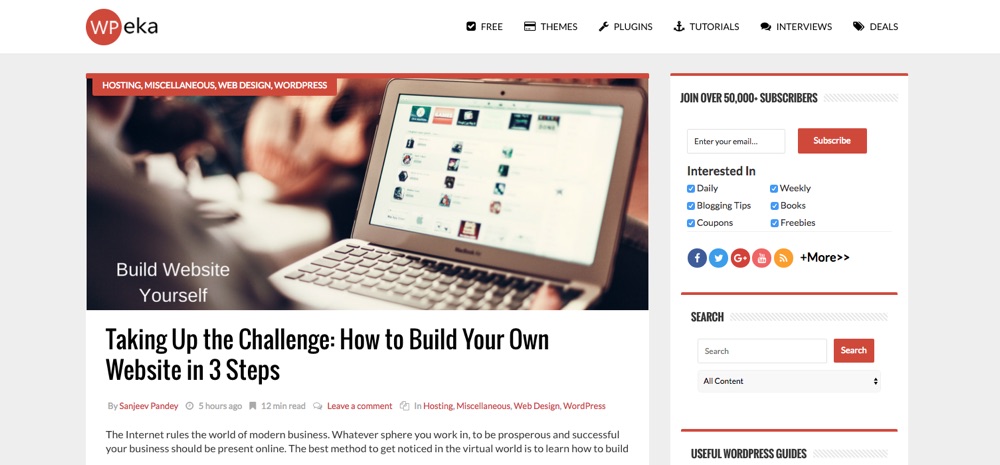 WPeka
FREE
THEMES
PLUGINS
TUTORIALS
INTERVIEWS
DEALS
HOSTING, MISCELLANEOUS, WEB DESIGN, WORDPRESS
Build Website
Yourself
Taking Up the Challenge: How to Build Your Own
Website in 3 Steps
By Sanjeev Pandey 5 hours ago 12 min read Leave a comment In Hosting, Miscellaneous, Web Design, WordPress
The Internet rules the world of modern business. Whatever sphere you work in, to be prosperous and successful
your business should be present online. The best method to get noticed in the virtual world is to learn how to build
JOIN OVER 50,000+ SUBSCRIBERS
Enter your email...
Subscribe
Interested In
Daily
Weekly
Blogging Tips
Books
Coupons
Freebies
+More>>
SEARCH
Search
Search
All Content
USEFUL WORDPRESS GUIDES